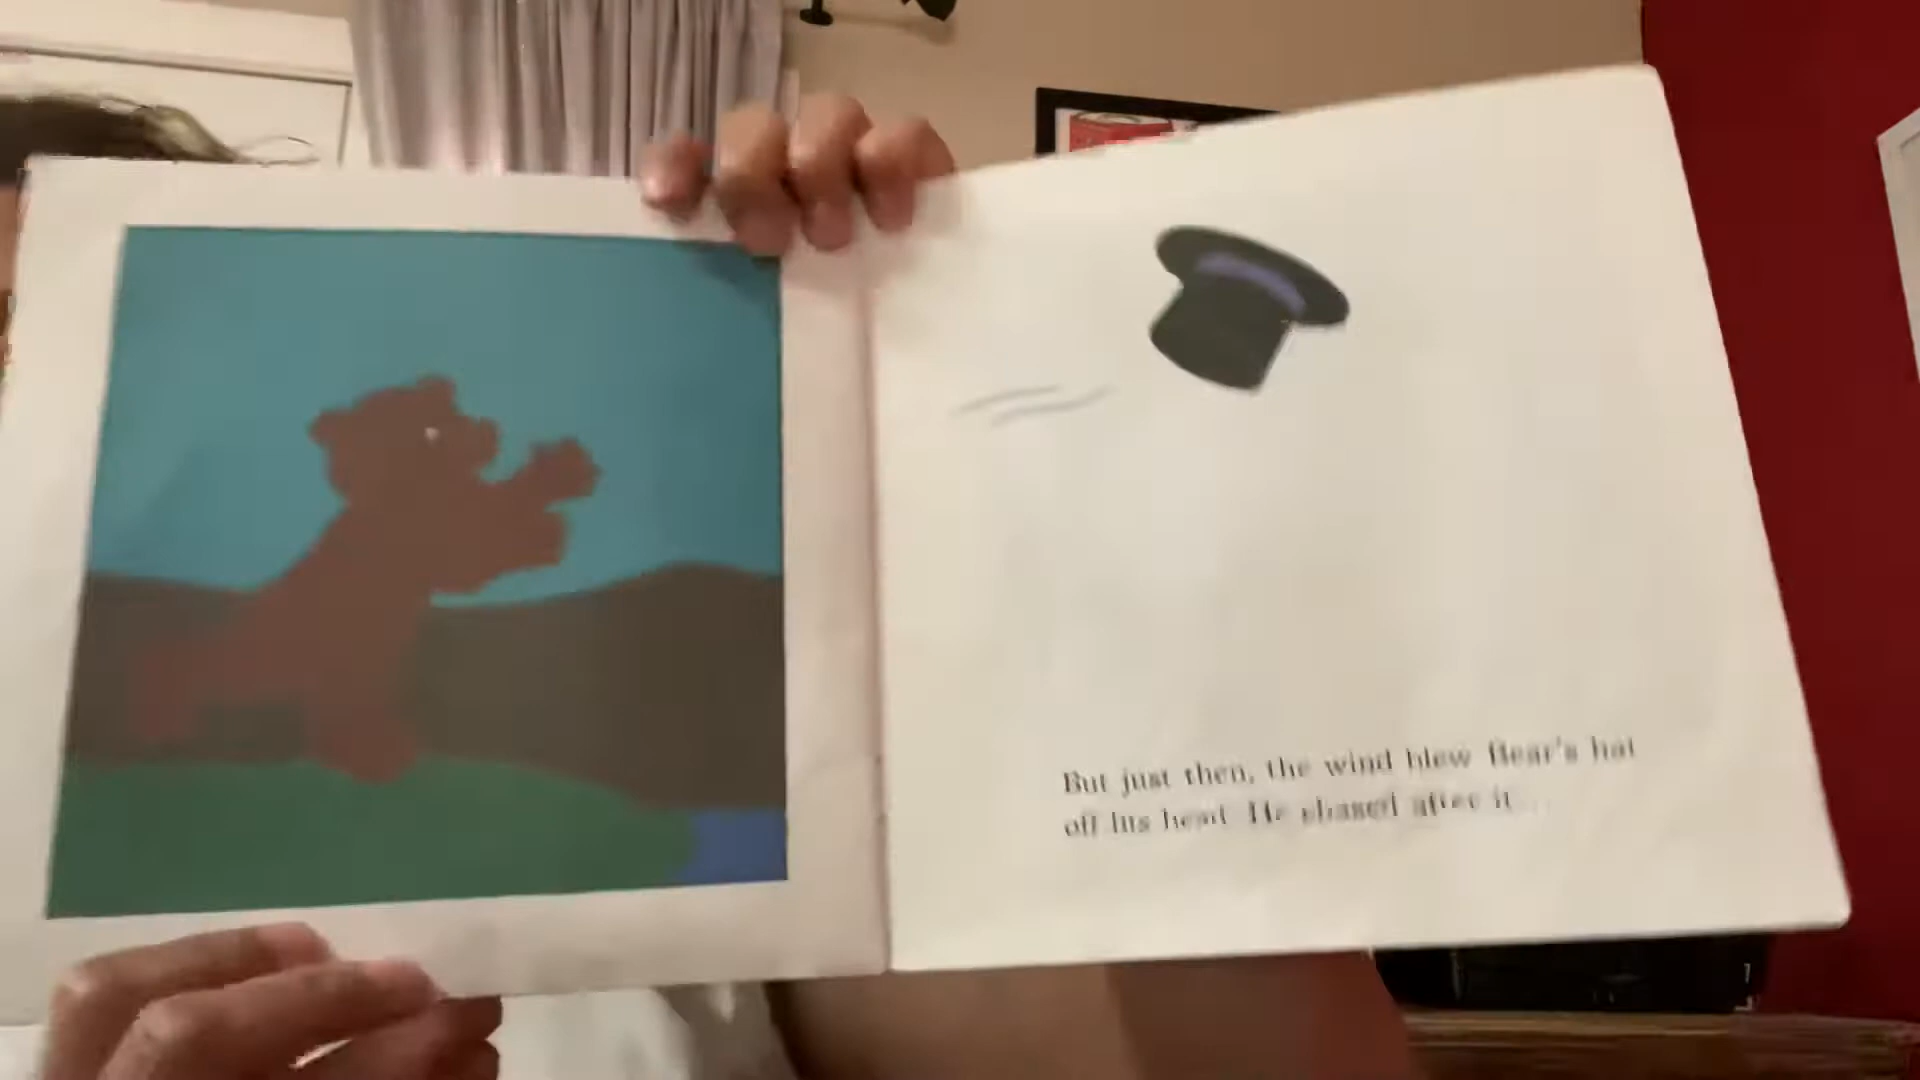 But just then, the wind blew Bear's hat
off his head. He chased after it...